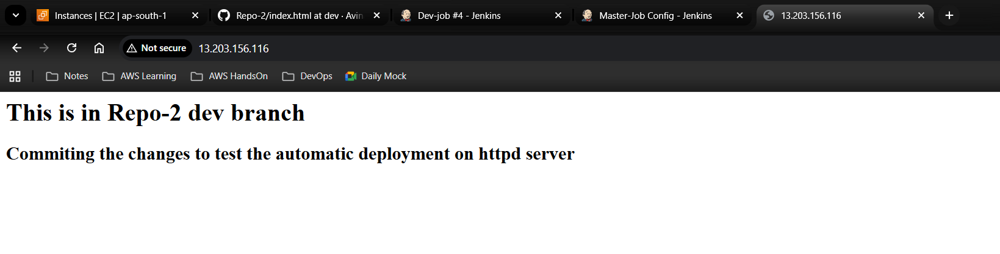 Instances | EC2 | ap-south-1
Repo-2/index.html at dev · Avin
Dev-job #4 - Jenkins
Master-Job Config - Jenkins
13.203.156.116
Not secure
13.203.156.116
Notes
AWS Learning
AWS HandsOn
DevOps
Daily Mock
This is in Repo-2 dev branch
Commiting the changes to test the automatic deployment on httpd server